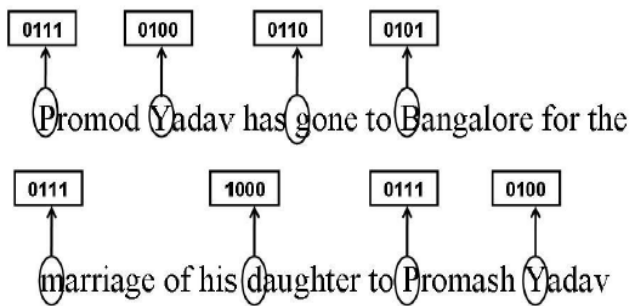 0111 0100 0110 0101
Promod Yadav has gone to Bangalore for the
0111 1000 0111 0100
marriage of his daughter to Promash Yadav